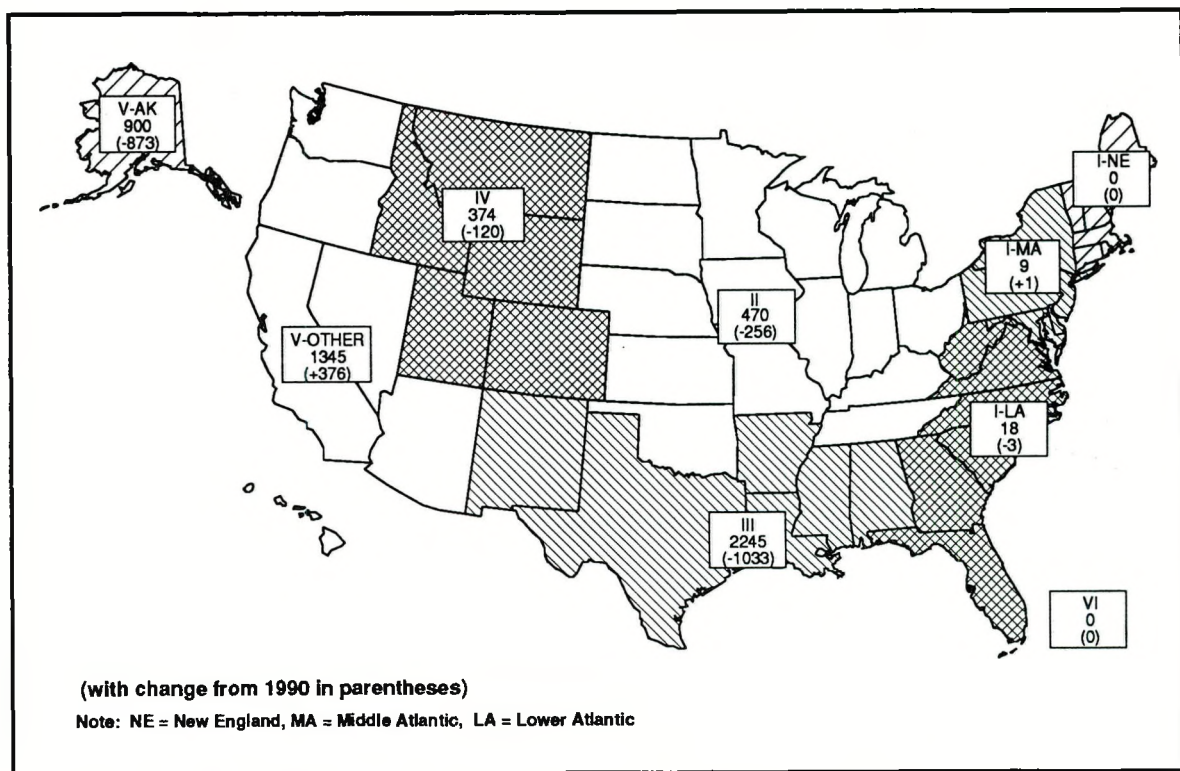 V-AK
900
(-873)
I-NE
0
(0)
IV
374
(-120)
I-MA
9
(+1)
II
470
(-256)
V-OTHER
1345
(+376)
I-LA
18
(-3)
III
2245
(-1033)
VI
0
(0)
(with change from 1990 in parentheses)
Note: NE = New England, MA = Middle Atlantic, LA = Lower Atlantic